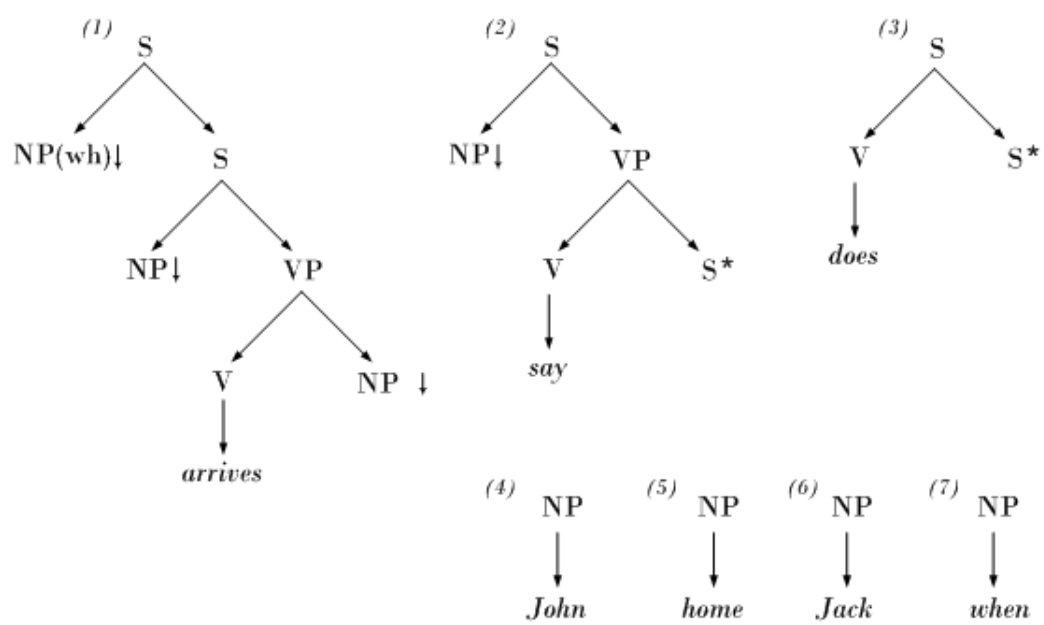 (1) S (2) S (3) S
NP(wh)↓ S NP↓ VP V S*
NP↓ VP V S* does
V NP ↓ say
arrives
(4) NP (5) NP (6) NP (7) NP
John home Jack when